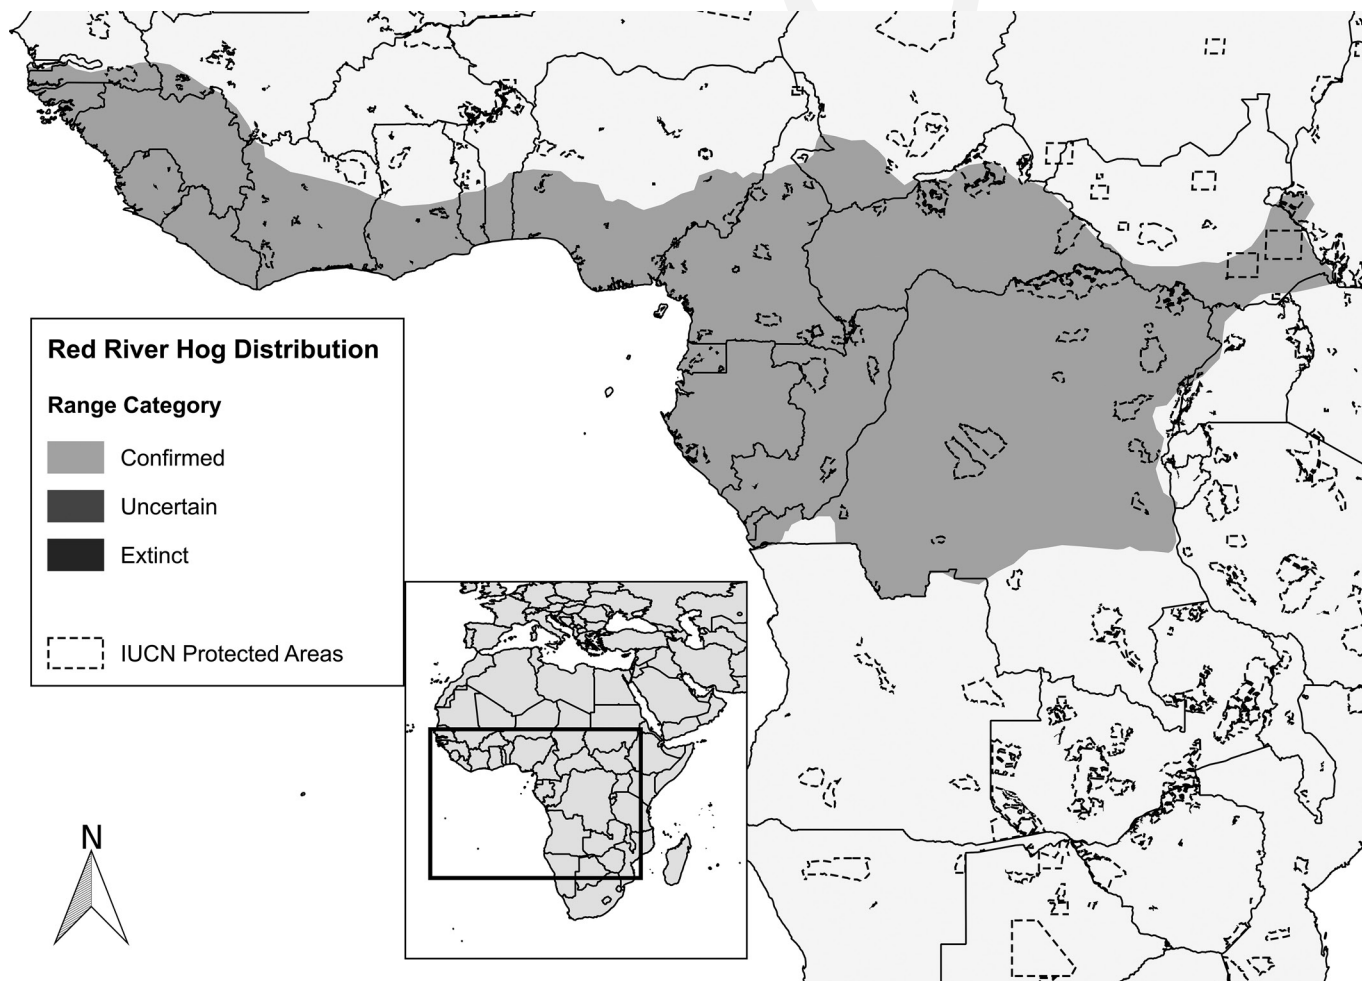 Red River Hog Distribution
Range Category
Confirmed
Uncertain
Extinct
IUCN Protected Areas
N